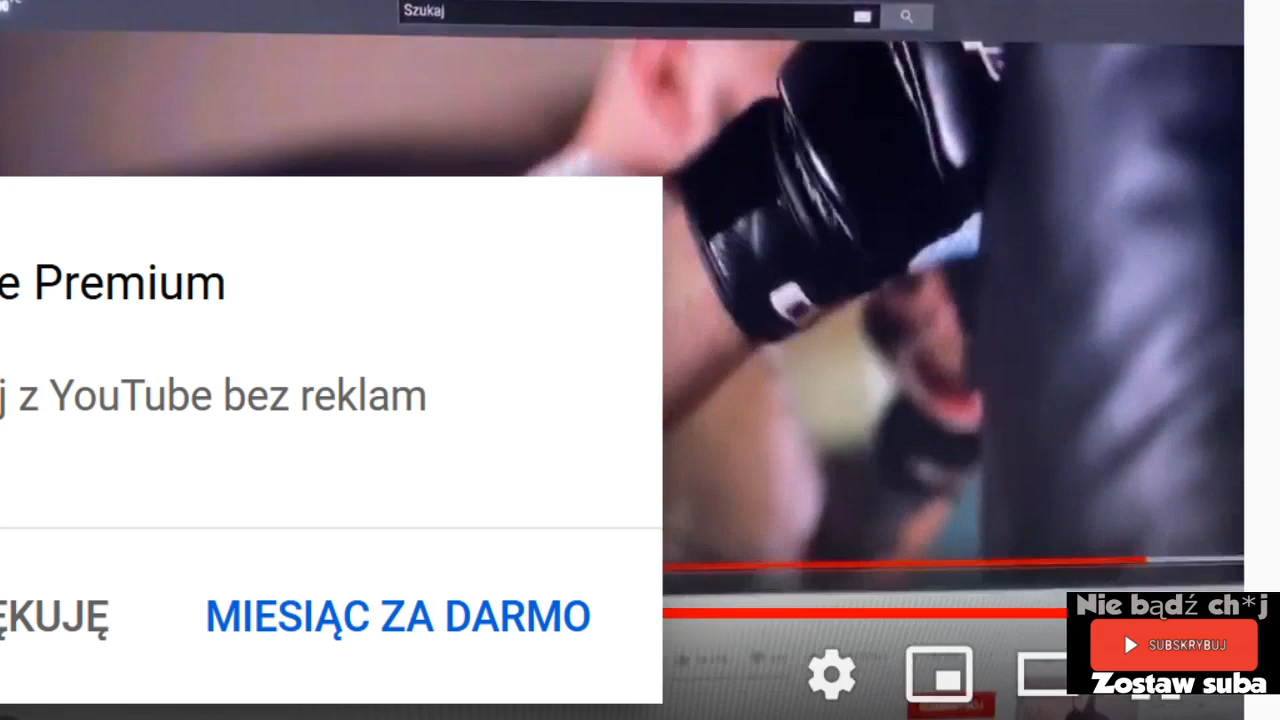 Szukaj
e Premium
j z YouTube bez reklam
ĘKUJĘ
MIESIĄC ZA DARMO
Nie bądź ch*j
SUBSKRYBUJ
Zostaw suba